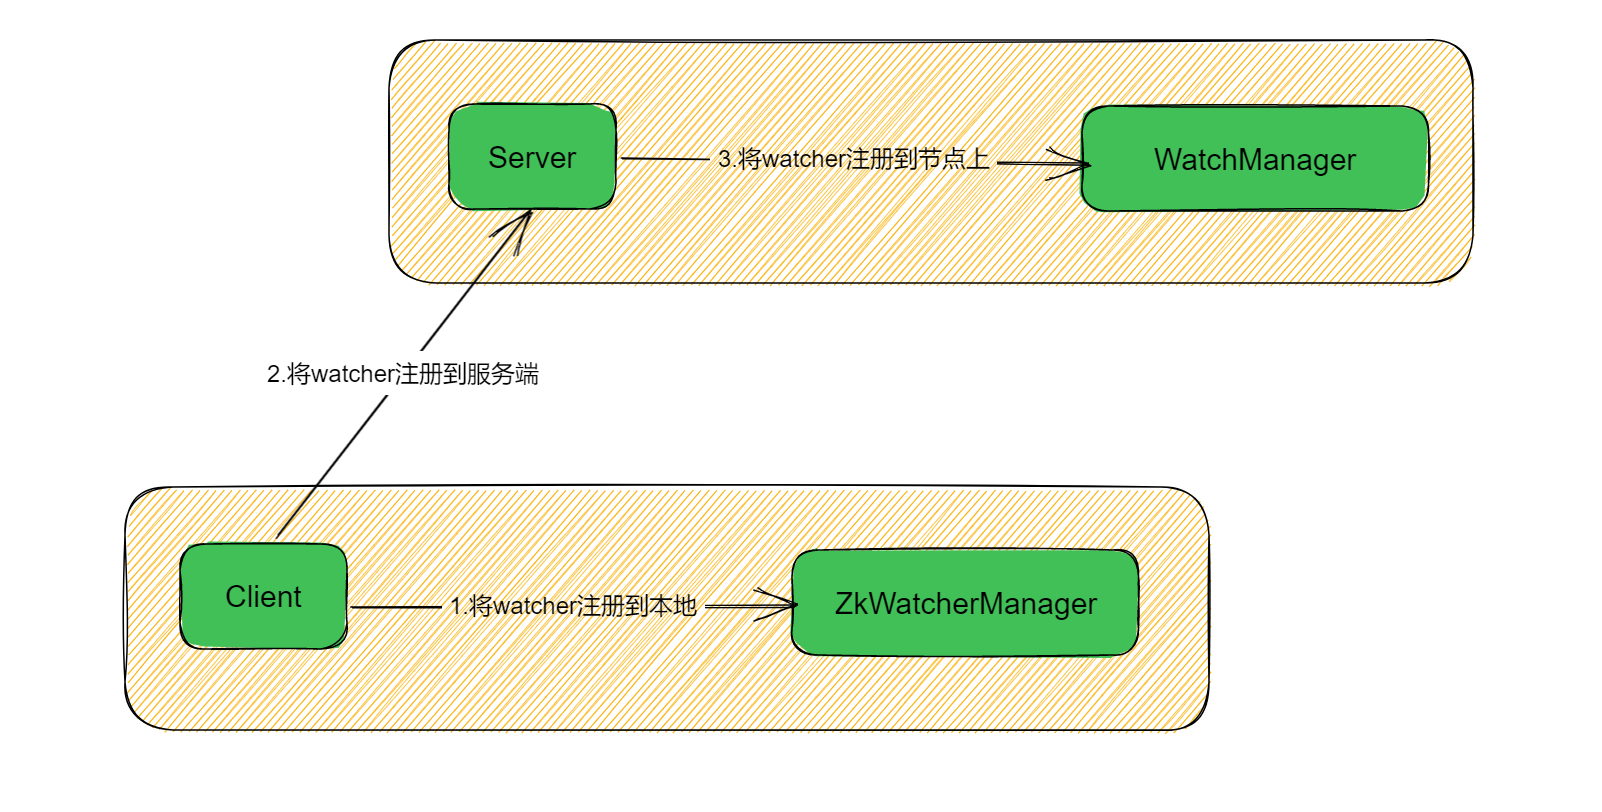 Server
3.将watcher注册到节点上
WatchManager
2.将watcher注册到服务端
Client
1.将watcher注册到本地
ZkWatcherManager